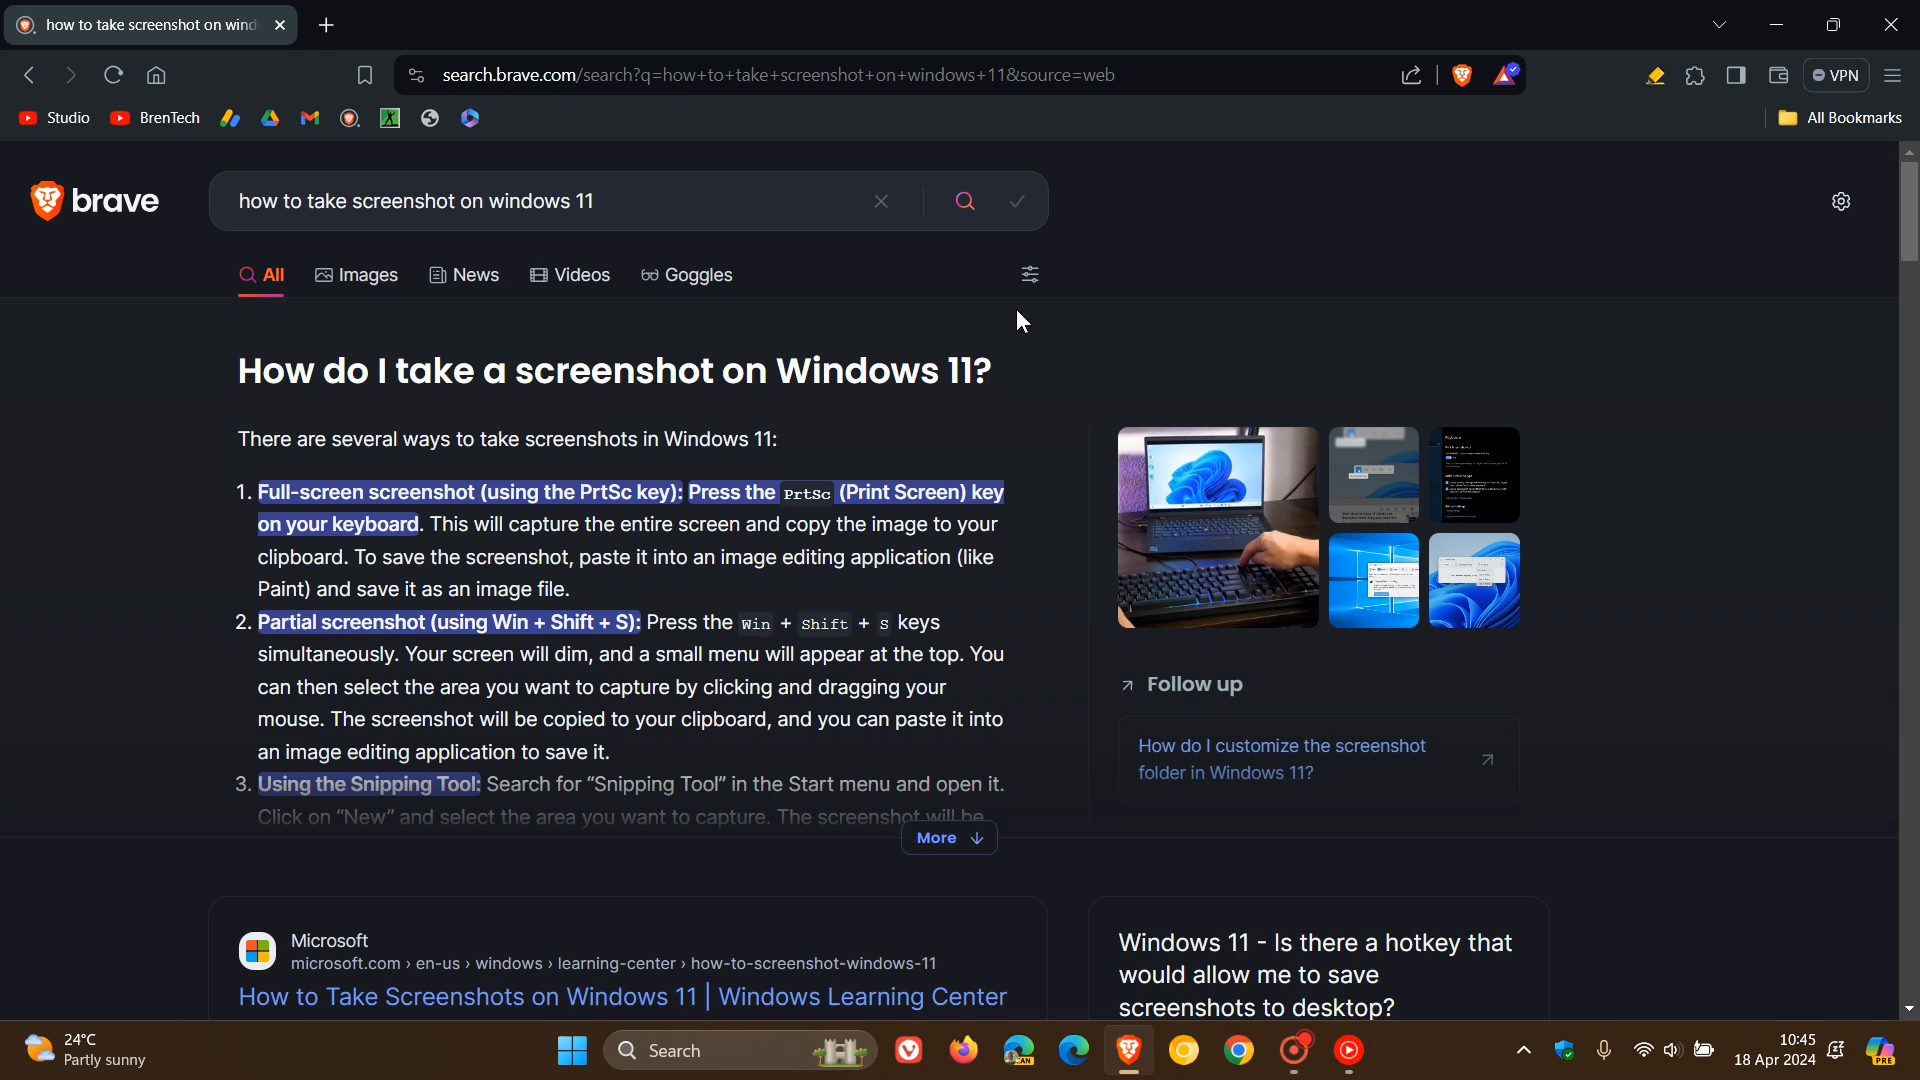 how to take screenshot on wind
search.brave.com/search?q=how+to+take+screenshot+on+windows+11&source=web
VPN
Studio
BrenTech
All Bookmarks
brave
how to take screenshot on windows 11
All
Images
News
Videos
Goggles
How do I take a screenshot on Windows 11?
There are several ways to take screenshots in Windows 11:
1. Full-screen screenshot (using the PrtSc key): Press the PrtSc (Print Screen) key
on your keyboard. This will capture the entire screen and copy the image to your
clipboard. To save the screenshot, paste it into an image editing application (like
Paint) and save it as an image file.
2. Partial screenshot (using Win + Shift + S): Press the Win + Shift + S keys
simultaneously. Your screen will dim, and a small menu will appear at the top. You
can then select the area you want to capture by clicking and dragging your
mouse. The screenshot will be copied to your clipboard, and you can paste it into
an image editing application to save it.
3. Using the Snipping Tool: Search for “Snipping Tool” in the Start menu and open it.
Click on “New” and select the area you want to capture. The screenshot will be
More
Follow up
How do I customize the screenshot
folder in Windows 11?
Microsoft
microsoft.com › en-us › windows › learning-center › how-to-screenshot-windows-11
How to Take Screenshots on Windows 11 | Windows Learning Center
Windows 11 - Is there a hotkey that
would allow me to save
screenshots to desktop?
24°C
Partly sunny
Search
CAN
10:45
18 Apr 2024
PRE